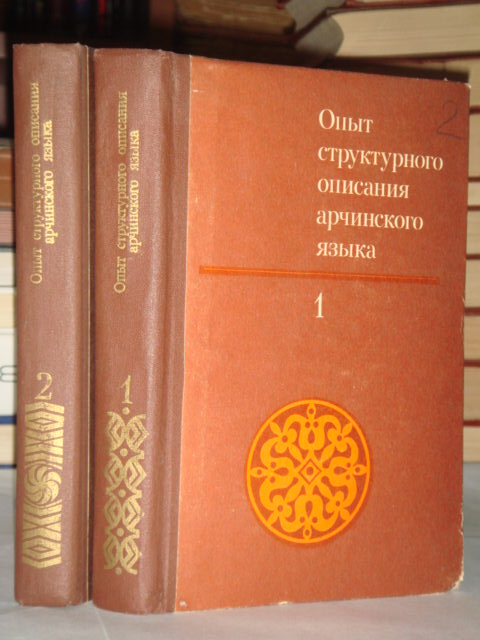 Опыт структурного описания
арчинского языка
2
Опыт структурного описания
арчинского языка
1
Опыт
структурного
описания
арчинского
языка
1
2